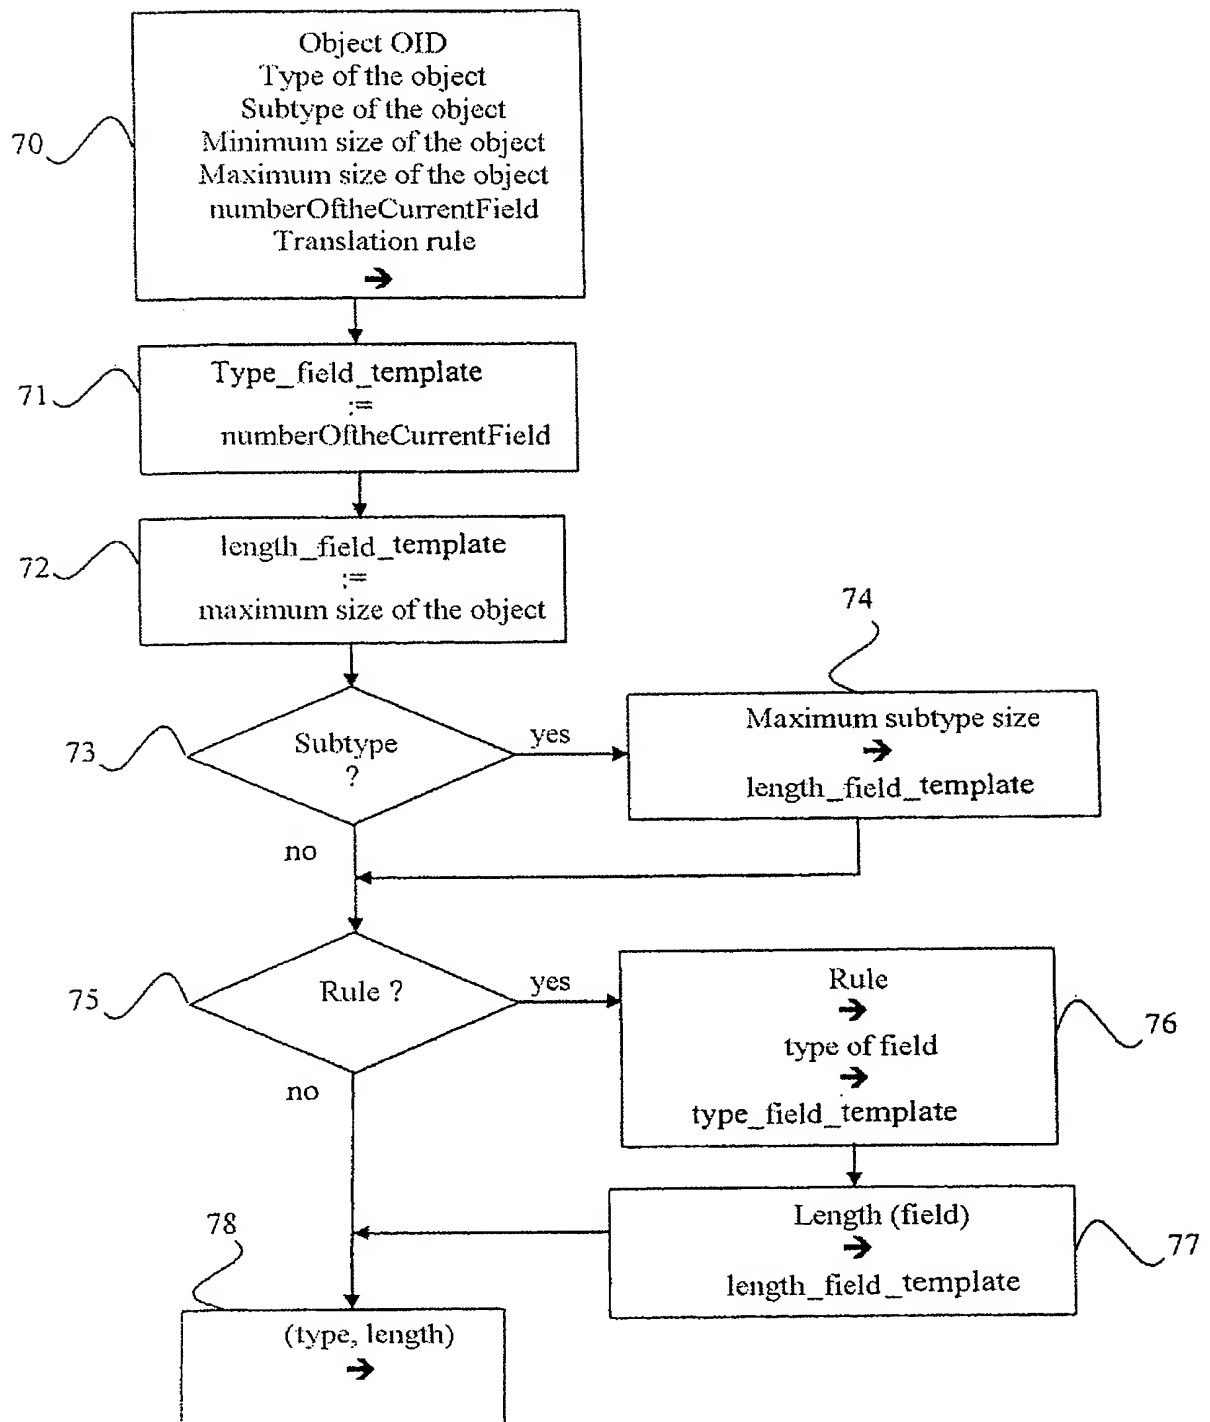 Object OID
Type of the object
Subtype of the object
Minimum size of the object
Maximum size of the object
numberOftheCurrentField
Translation rule
➔
70
Type_field_template
:=
numberOftheCurrentField
71
length_field_template
:=
maximum size of the object
72
74
Subtype
?
73
yes
Maximum subtype size
➔
length_field_template
no
Rule ?
75
yes
Rule
➔
type of field
➔
type_field_template
76
no
Length (field)
➔
length_field_template
77
78
(type, length)
➔